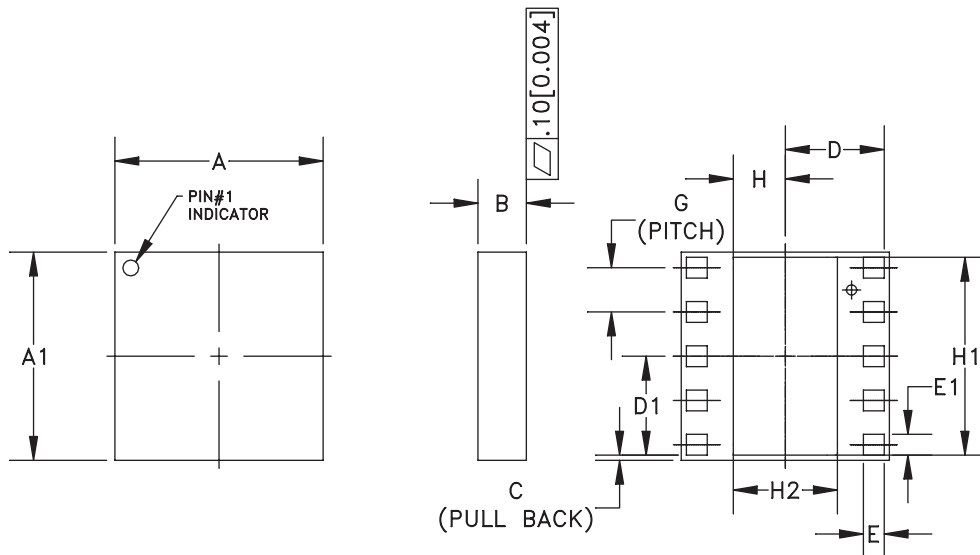 .10[0.004]
A
D
H
PIN#1
INDICATOR
B
G
(PITCH)
A1
H1
E1
D1
H2
C
(PULL BACK)
E